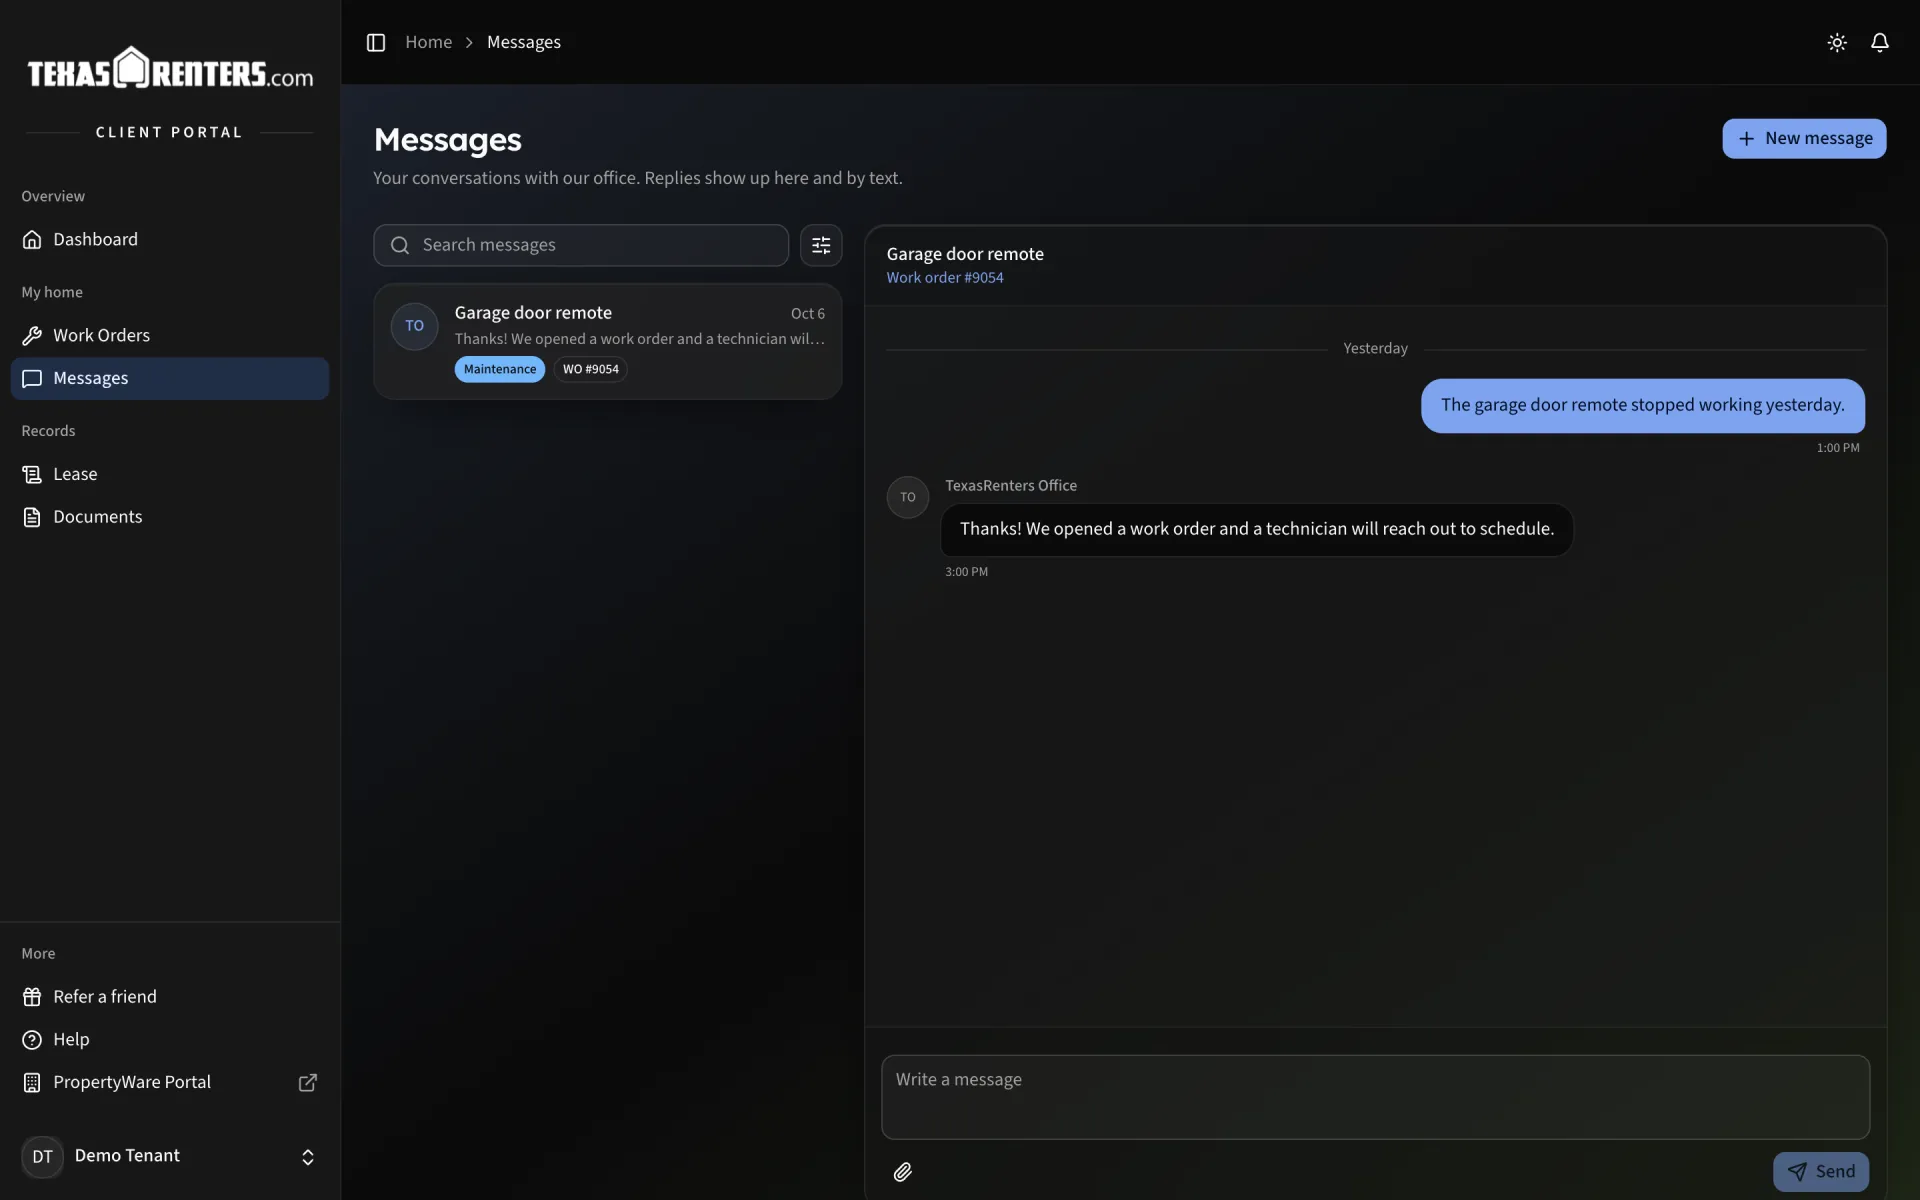 TEXAS RENTERS.com
CLIENT PORTAL
Overview
Dashboard
My home
Work Orders
Messages
Records
Lease
Documents
More
Refer a friend
Help
PropertyWare Portal
DT Demo Tenant
Home > Messages
Messages
Your conversations with our office. Replies show up here and by text.
New message
Search messages
TO
Garage door remote Oct 6
Thanks! We opened a work order and a technician wil…
Maintenance WO #9054
Garage door remote
Work order #9054
Yesterday
The garage door remote stopped working yesterday.
1:00 PM
TO
TexasRenters Office
Thanks! We opened a work order and a technician will reach out to schedule.
3:00 PM
Write a message
Send